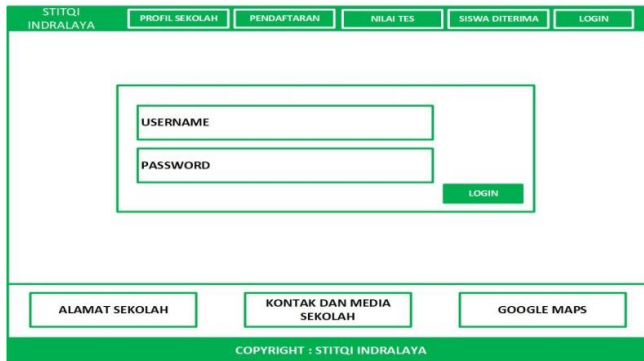 STITQI
INDRALAYA
PROFIL SEKOLAH
PENDAFTARAN
NILAI TES
SISWA DITERIMA
LOGIN
USERNAME
PASSWORD
LOGIN
ALAMAT SEKOLAH
KONTAK DAN MEDIA
SEKOLAH
GOOGLE MAPS
COPYRIGHT : STITQI INDRALAYA